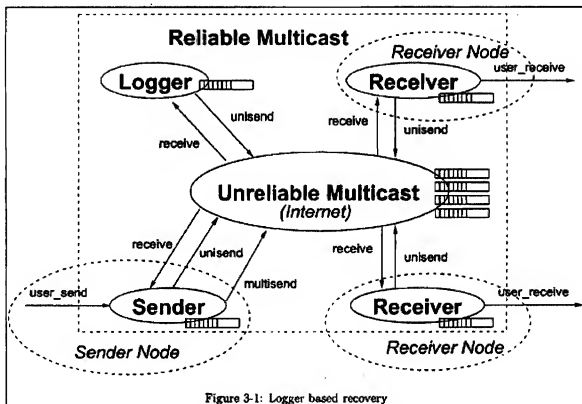 Reliable Multicast
Receiver Node
Logger
Receiver
user_receive
receive
unisend
receive
unisend
Unreliable Multicast
(Internet)
receive
unisend
multisend
receive
unisend
user_send
Sender
Receiver
user_receive
Sender Node
Receiver Node
Figure 3-1: Logger based recovery